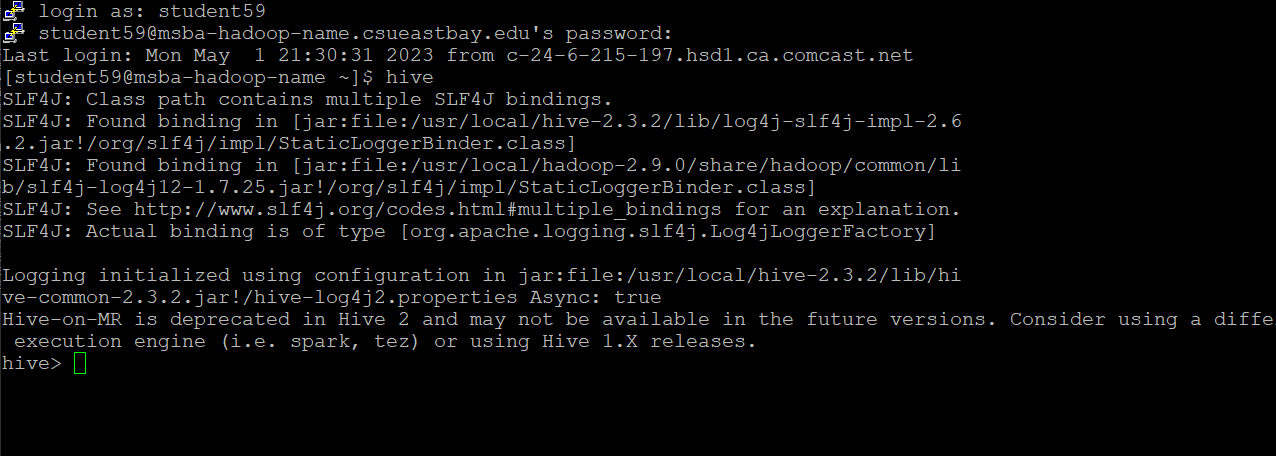 login as: student59
student59@msba-hadoop-name.csueastbay.edu's password:
Last login: Mon May  1 21:30:31 2023 from c-24-6-215-197.hsd1.ca.comcast.net
[student59@msba-hadoop-name ~]$ hive
SLF4J: Class path contains multiple SLF4J bindings.
SLF4J: Found binding in [jar:file:/usr/local/hive-2.3.2/lib/log4j-slf4j-impl-2.6
.2.jar!/org/slf4j/impl/StaticLoggerBinder.class]
SLF4J: Found binding in [jar:file:/usr/local/hadoop-2.9.0/share/hadoop/common/li
b/slf4j-log4j12-1.7.25.jar!/org/slf4j/impl/StaticLoggerBinder.class]
SLF4J: See http://www.slf4j.org/codes.html#multiple_bindings for an explanation.
SLF4J: Actual binding is of type [org.apache.logging.slf4j.Log4jLoggerFactory]
Logging initialized using configuration in jar:file:/usr/local/hive-2.3.2/lib/hi
ve-common-2.3.2.jar!/hive-log4j2.properties Async: true
Hive-on-MR is deprecated in Hive 2 and may not be available in the future versions. Consider using a diffe
execution engine (i.e. spark, tez) or using Hive 1.X releases.
hive>